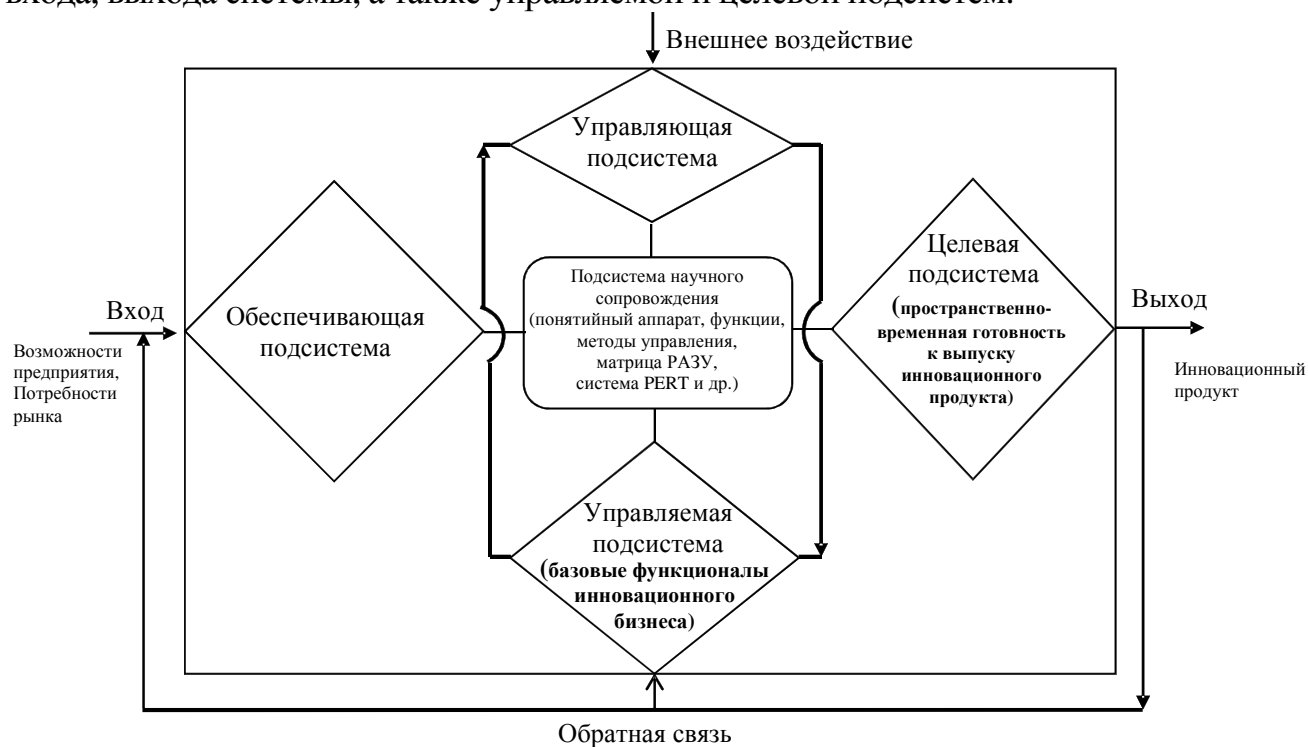 входа, выхода системы, а также управляемой и целевой подсистем.
Внешнее воздействие
Управляющая
подсистема
Вход
Возможности
предприятия,
Потребности
рынка
Обеспечивающая
подсистема
Подсистема научного
сопровождения
(понятийный аппарат, функции,
методы управления,
матрица РАЗУ,
система PERT и др.)
Целевая
подсистема
(пространственно-
временная готовность
к выпуску
инновационного
продукта)
Выход
Инновационный
продукт
Управляемая
подсистема
(базовые функционалы
инновационного
бизнеса)
Обратная связь